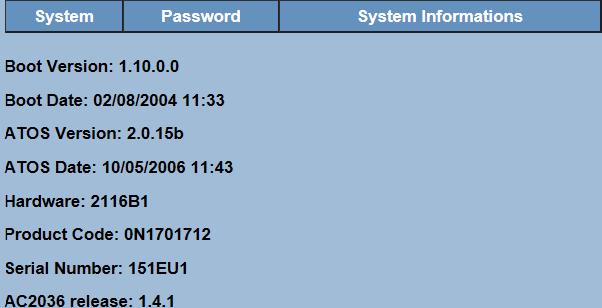 System Password System Informations
Boot Version: 1.10.0.0
Boot Date: 02/08/2004 11:33
ATOS Version: 2.0.15b
ATOS Date: 10/05/2006 11:43
Hardware: 2116B1
Product Code: 0N1701712
Serial Number: 151EU1
AC2036 release: 1.4.1